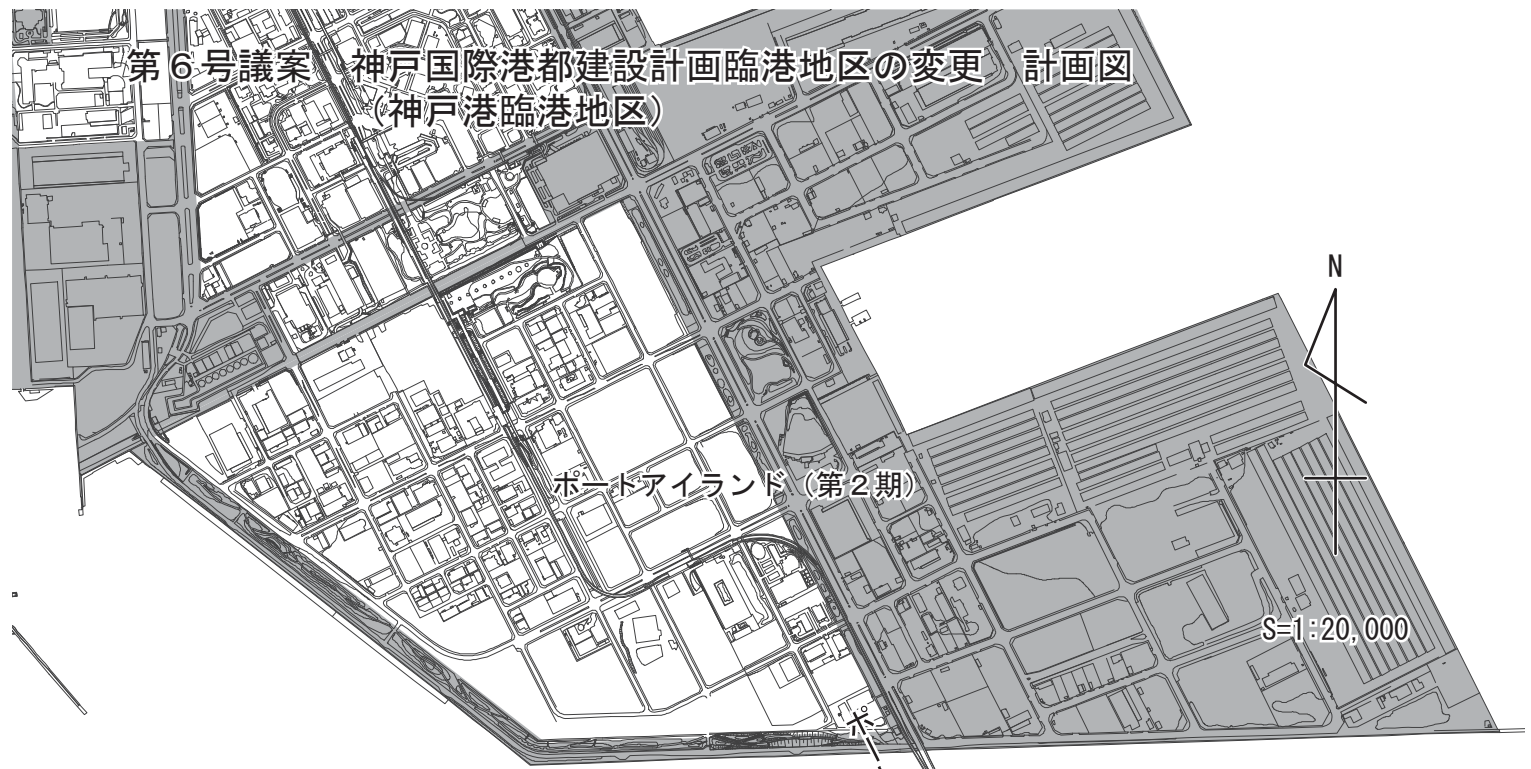 第６号議案　神戸国際港都建設計画臨港地区の変更　計画図
（神戸港臨港地区）
N
ポートアイランド（第２期）
S=1:20,000
ポー